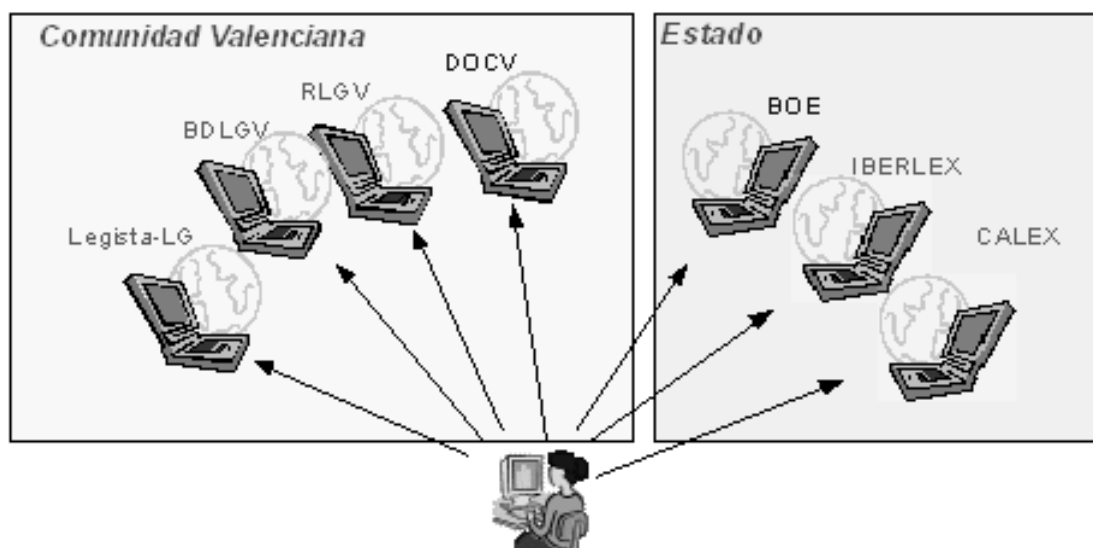 Comunidad Valenciana
DOCV
RLGV
BDLGV
Legista-LG
Estado
BOE
IBERLEX
CALEX